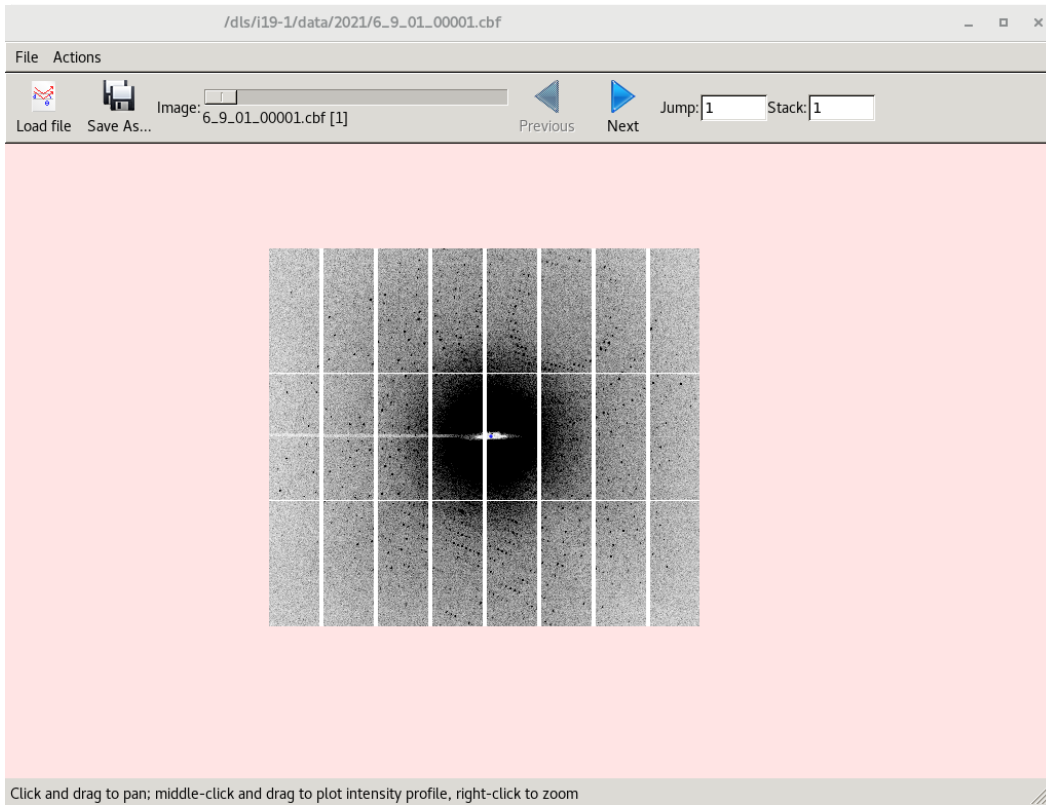 /dls/i19-1/data/2021/6_9_01_00001.cbf
File Actions
Load file Save As... Image: 6_9_01_00001.cbf [1] Previous Next Jump: 1 Stack: 1
Click and drag to pan; middle-click and drag to plot intensity profile, right-click to zoom